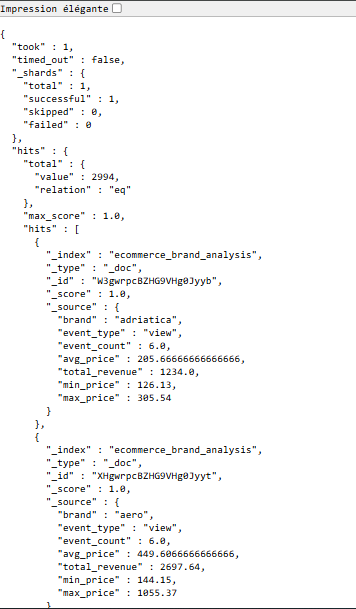 Impression élégante
{
  "took" : 1,
  "timed_out" : false,
  "_shards" : {
    "total" : 1,
    "successful" : 1,
    "skipped" : 0,
    "failed" : 0
  },
  "hits" : {
    "total" : {
      "value" : 2994,
      "relation" : "eq"
    },
    "max_score" : 1.0,
    "hits" : [
      {
        "_index" : "ecommerce_brand_analysis",
        "_type" : "_doc",
        "_id" : "W3gwrpcBZHG9VHg0Jyyb",
        "_score" : 1.0,
        "_source" : {
          "brand" : "adriatica",
          "event_type" : "view",
          "event_count" : 6.0,
          "avg_price" : 205.66666666666666,
          "total_revenue" : 1234.0,
          "min_price" : 126.13,
          "max_price" : 305.54
        }
      },
      {
        "_index" : "ecommerce_brand_analysis",
        "_type" : "_doc",
        "_id" : "XHgwrpcBZHG9VHg0Jyyt",
        "_score" : 1.0,
        "_source" : {
          "brand" : "aero",
          "event_type" : "view",
          "event_count" : 6.0,
          "avg_price" : 449.6066666666666,
          "total_revenue" : 2697.64,
          "min_price" : 144.15,
          "max_price" : 1055.37
        }